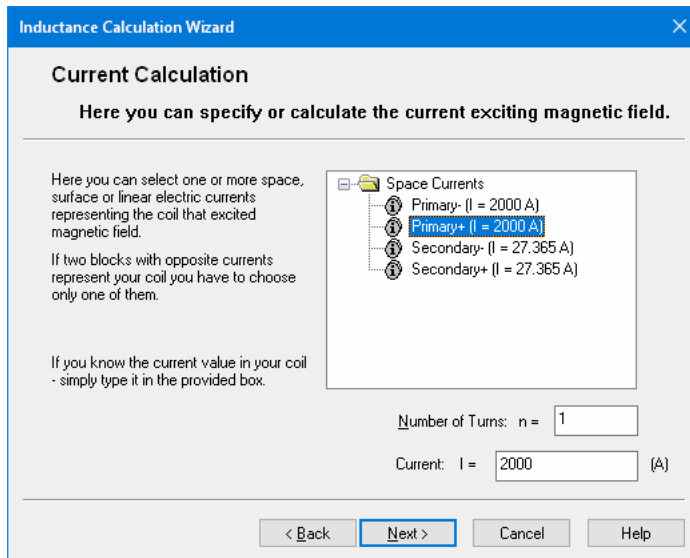 Inductance Calculation Wizard
Current Calculation
Here you can specify or calculate the current exciting magnetic field.
Here you can select one or more space,
surface or linear electric currents
representing the coil that excited
magnetic field.
If two blocks with opposite currents
represent your coil you have to choose
only one of them.
If you know the current value in your coil
- simply type it in the provided box.
Space Currents
Primary- (I = 2000 A)
Primary+ (I = 2000 A)
Secondary- (I = 27.365 A)
Secondary+ (I = 27.365 A)
Number of Turns: n = 1
Current: I = 2000 (A)
< Back Next > Cancel Help